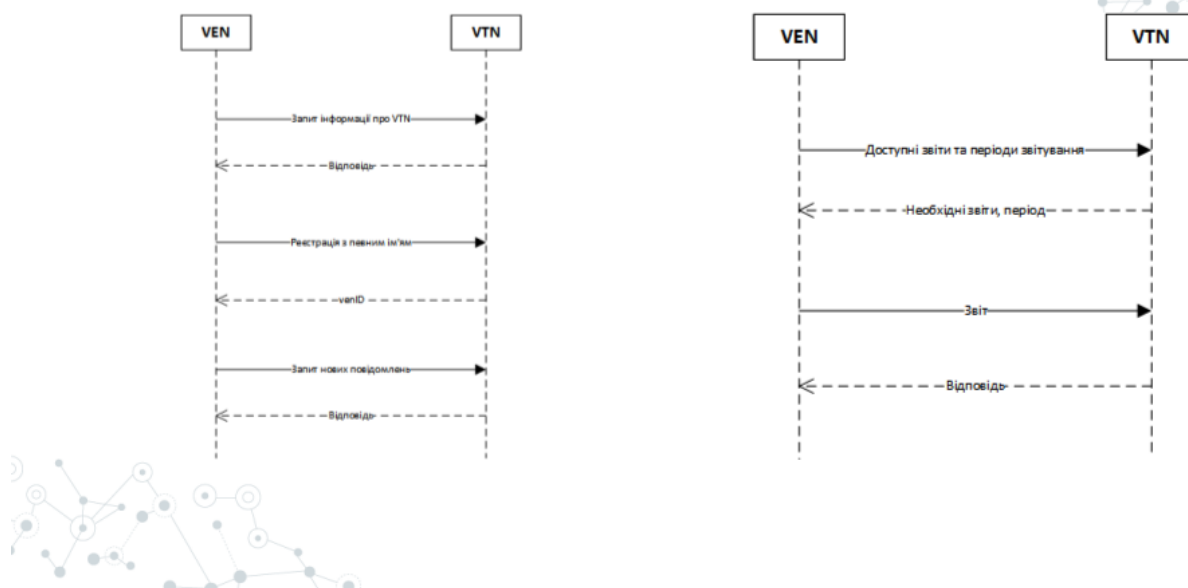 VEN
VTN
Запит інформації про VTN
Відповідь
Реєстрація з певним ім'ям
venID
Запит нових повідомлень
Відповідь
VEN
VTN
Доступні звіти та періоди звітування
Необхідні звіти, період
Звіт
Відповідь